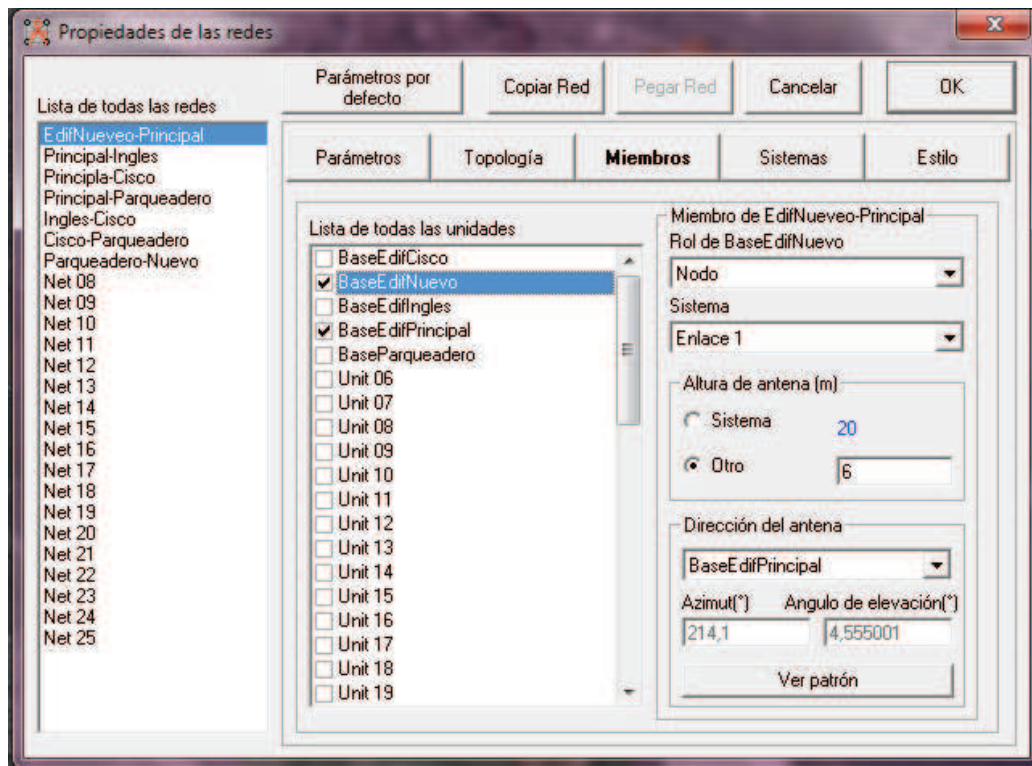 Propiedades de las redes
Parámetros por defecto
Copiar Red
Pegar Red
Cancelar
OK
Lista de todas las redes
EdifNueveo-Principal
Principal-Ingles
Principla-Cisco
Principal-Parqueadero
Ingles-Cisco
Cisco-Parqueadero
Parqueadero-Nuevo
Net 08
Net 09
Net 10
Net 11
Net 12
Net 13
Net 14
Net 15
Net 16
Net 17
Net 18
Net 19
Net 20
Net 21
Net 22
Net 23
Net 24
Net 25
Parámetros
Topología
Miembros
Sistemas
Estilo
Lista de todas las unidades
BaseEdifCisco
BaseEdifNuevo
BaseEdifIngles
BaseEdifPrincipal
BaseParqueadero
Unit 06
Unit 07
Unit 08
Unit 09
Unit 10
Unit 11
Unit 12
Unit 13
Unit 14
Unit 15
Unit 16
Unit 17
Unit 18
Unit 19
Miembro de EdifNueveo-Principal
Rol de BaseEdifNuevo
Nodo
Sistema
Enlace 1
Altura de antena (m)
Sistema 20
Otro 6
Dirección del antena
BaseEdifPrincipal
Azimut(°) Angulo de elevación(°)
214,1 4,555001
Ver patrón